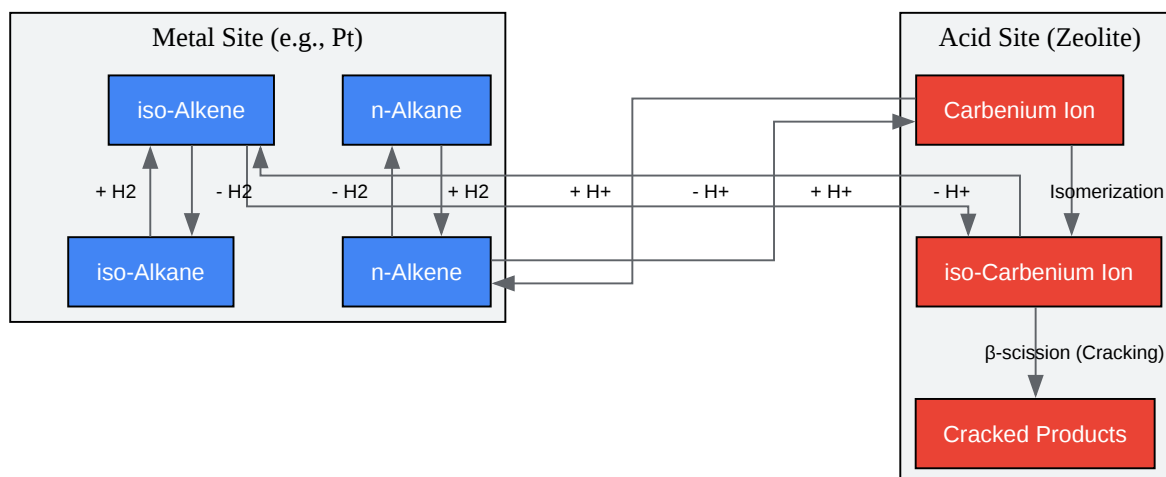 Metal Site (e.g., Pt)
Acid Site (Zeolite)
iso-Alkene
n-Alkane
Carbenium Ion
+ H2
- H2
- H2
+ H2
+ H+
- H+
+ H+
- H+
Isomerization
iso-Alkane
n-Alkene
iso-Carbenium Ion
β-scission (Cracking)
Cracked Products